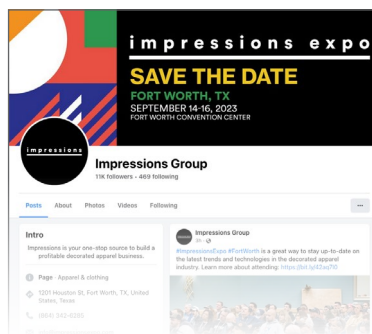 impressions expo
SAVE THE DATE
FORT WORTH, TX
SEPTEMBER 14-16, 2023
FORT WORTH CONVENTION CENTER
impressions
Impressions Group
11K followers • 469 following
Posts About Photos Videos Following
Intro
Impressions is your one-stop source to build a
profitable decorated apparel business.
Page · Apparel & clothing
1201 Houston St, Fort Worth, TX, United
States, Texas
Impressions Group
#ImpressionsExpo #FortWorth is a great way to stay up-to-date on
the latest trends and technologies in the decorated apparel
industry. Learn more about attending: